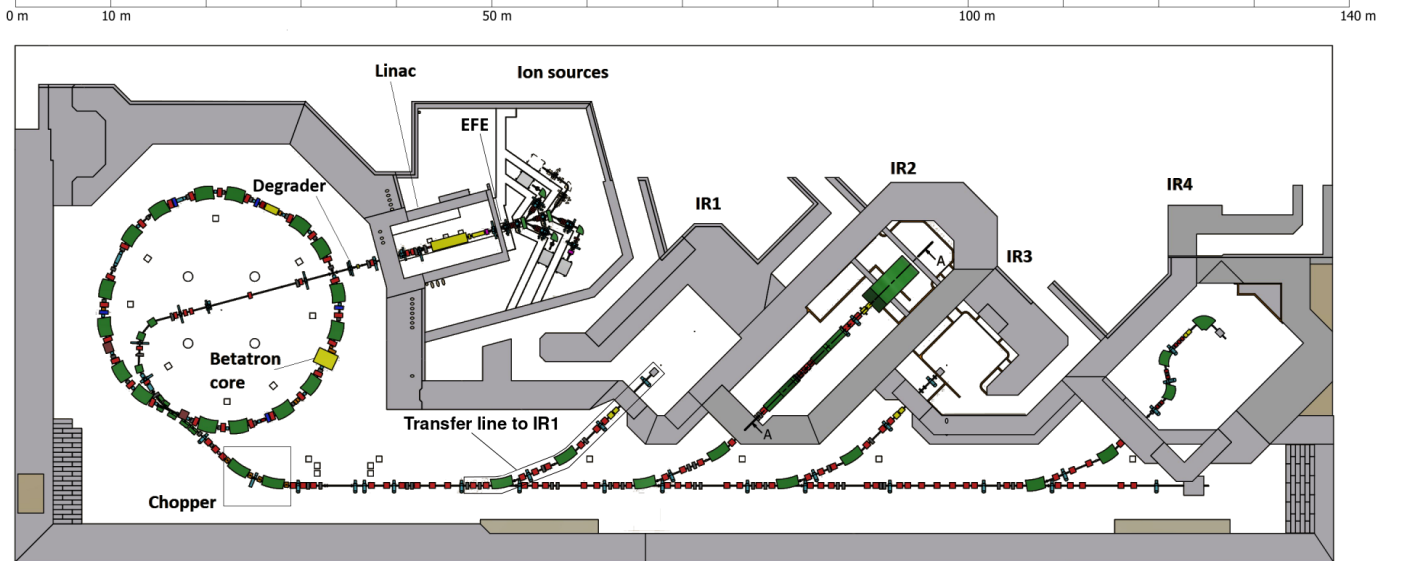 0 m
10 m
50 m
100 m
140 m
Linac
Ion sources
EFE
IR2
Degrader
IR4
IR1
A
IR3
Betatron
core
Transfer line to IR1
A
Chopper